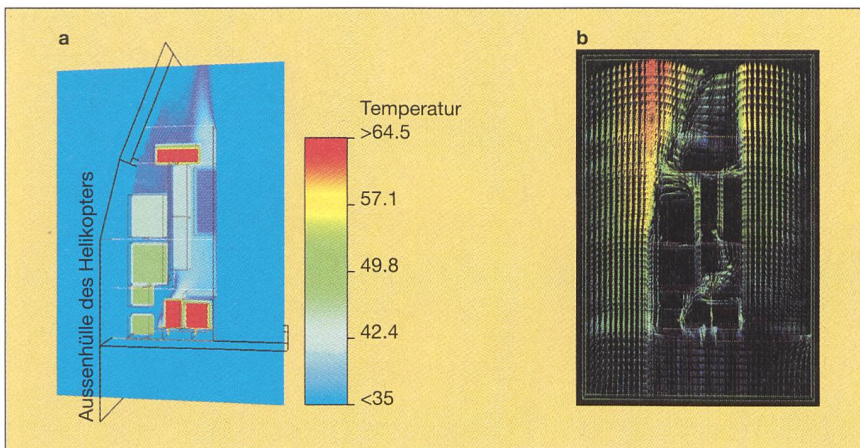 a
b
Temperatur
>64.5
57.1
49.8
42.4
<35
Aussenhülle des Helikopters